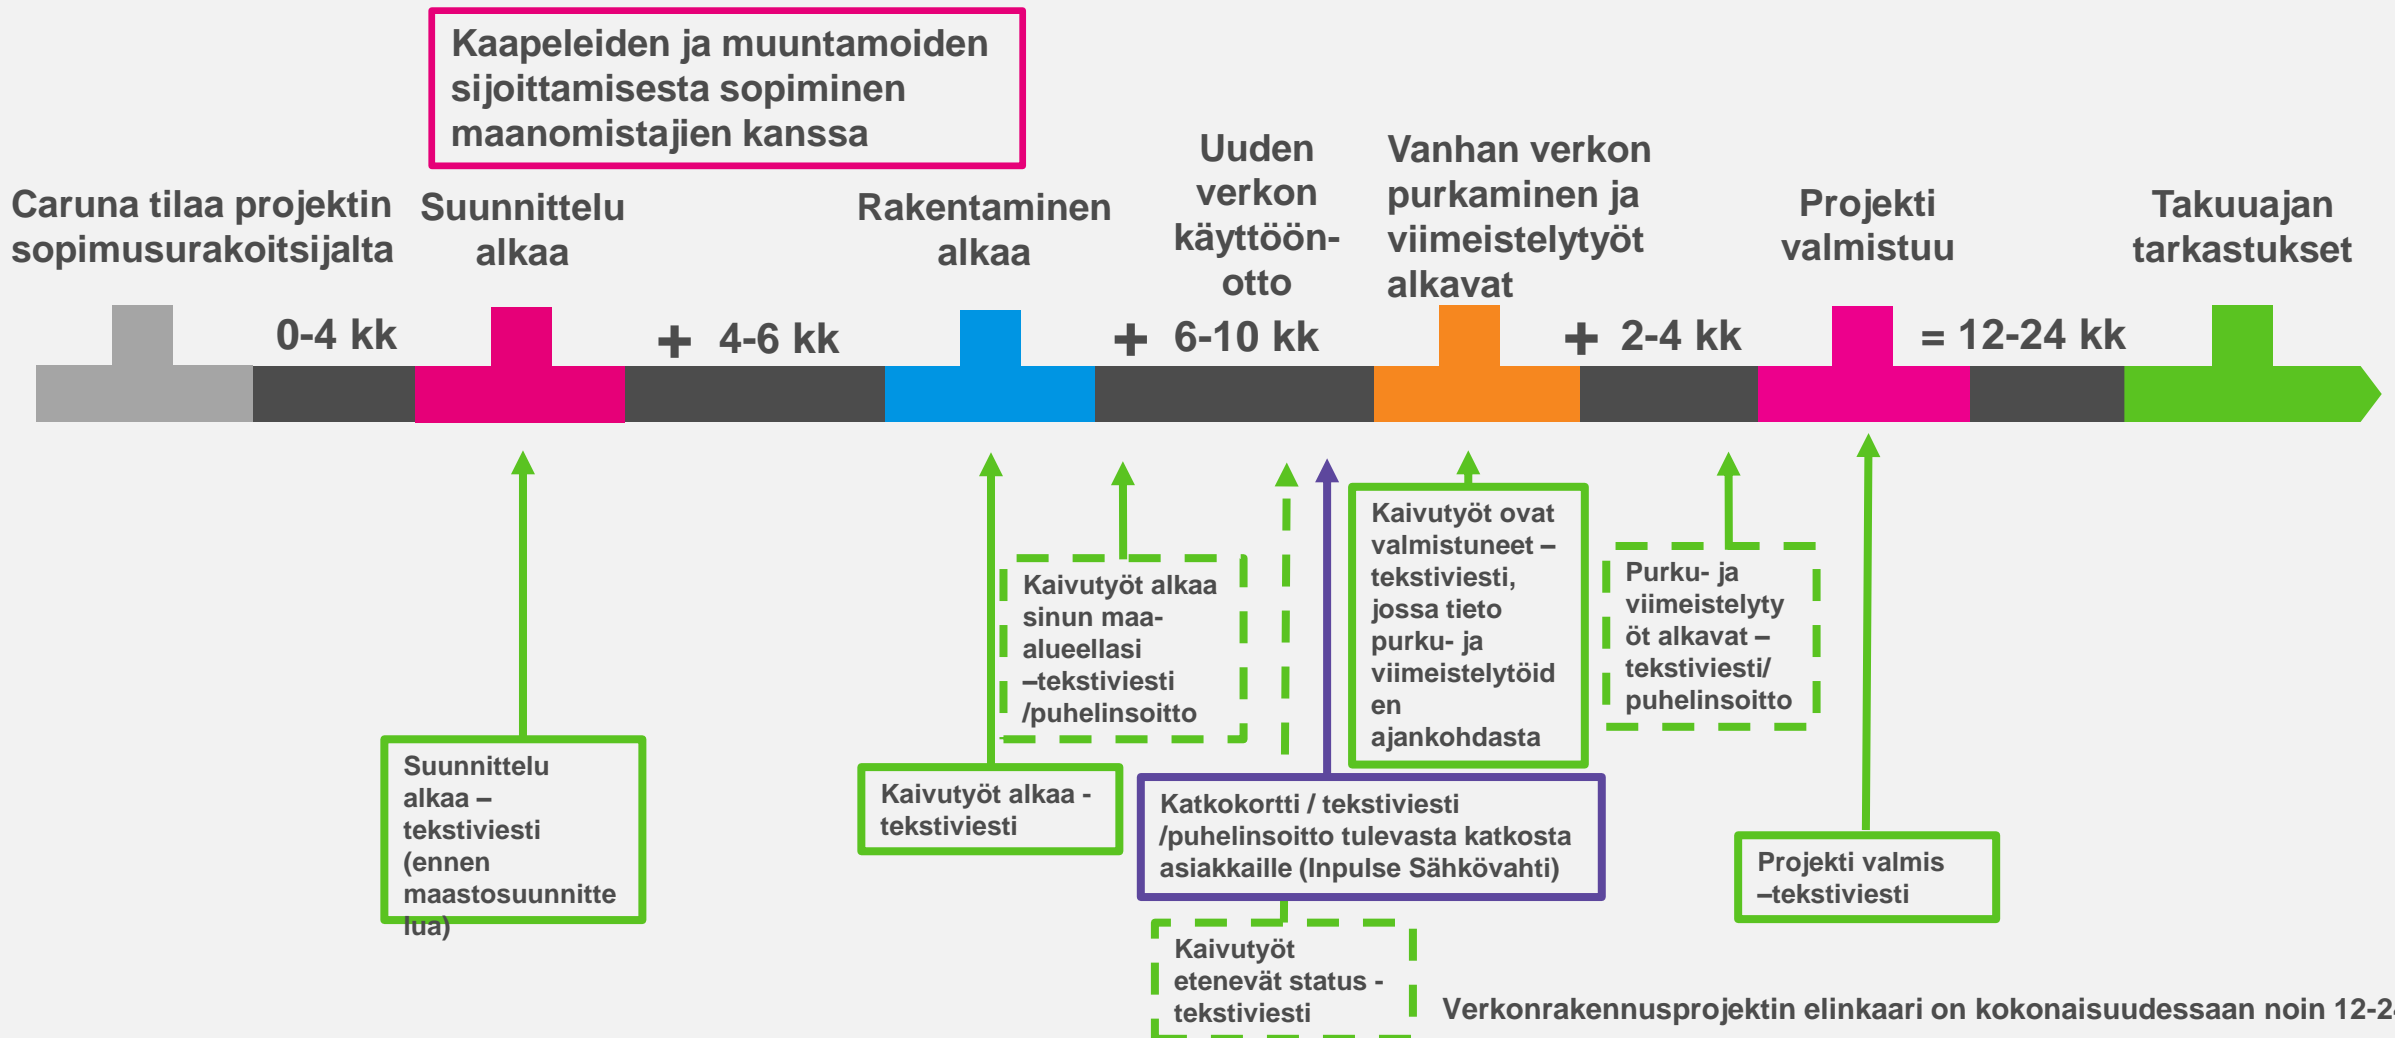 Kaapeleiden ja muuntamoiden
sijoittamisesta sopiminen
maanomistajien kanssa
Caruna tilaa projektin
sopimusurakoitsijalta
Suunnittelu
alkaa
Rakentaminen
alkaa
Uuden
verkon
käyttöön-
otto
Vanhan verkon
purkaminen ja
viimeistelytyöt
alkavat
Projekti
valmistuu
Takuuajan
tarkastukset
0-4 kk
+ 4-6 kk
+ 6-10 kk
+ 2-4 kk
= 12-24 kk
Suunnittelu
alkaa –
tekstiviesti
(ennen
maastosuunnitte
lua)
Kaivutyöt alkaa -
tekstiviesti
Kaivutyöt alkaa
sinun maa-
alueellasi
–tekstiviesti
/puhelinsoitto
Katkokortti / tekstiviesti
/puhelinsoitto tulevasta katkosta
asiakkaille (Inpulse Sähkövahti)
Kaivutyöt
etenevät status -
tekstiviesti
Kaivutyöt ovat
valmistuneet –
tekstiviesti,
jossa tieto
purku- ja
viimeistelytöid
en
ajankohdasta
Purku- ja
viimeistelyty
öt alkavat –
tekstiviesti/
puhelinsoitto
Projekti valmis
–tekstiviesti
Verkonrakennusprojektin elinkaari on kokonaisuudessaan noin 12-2